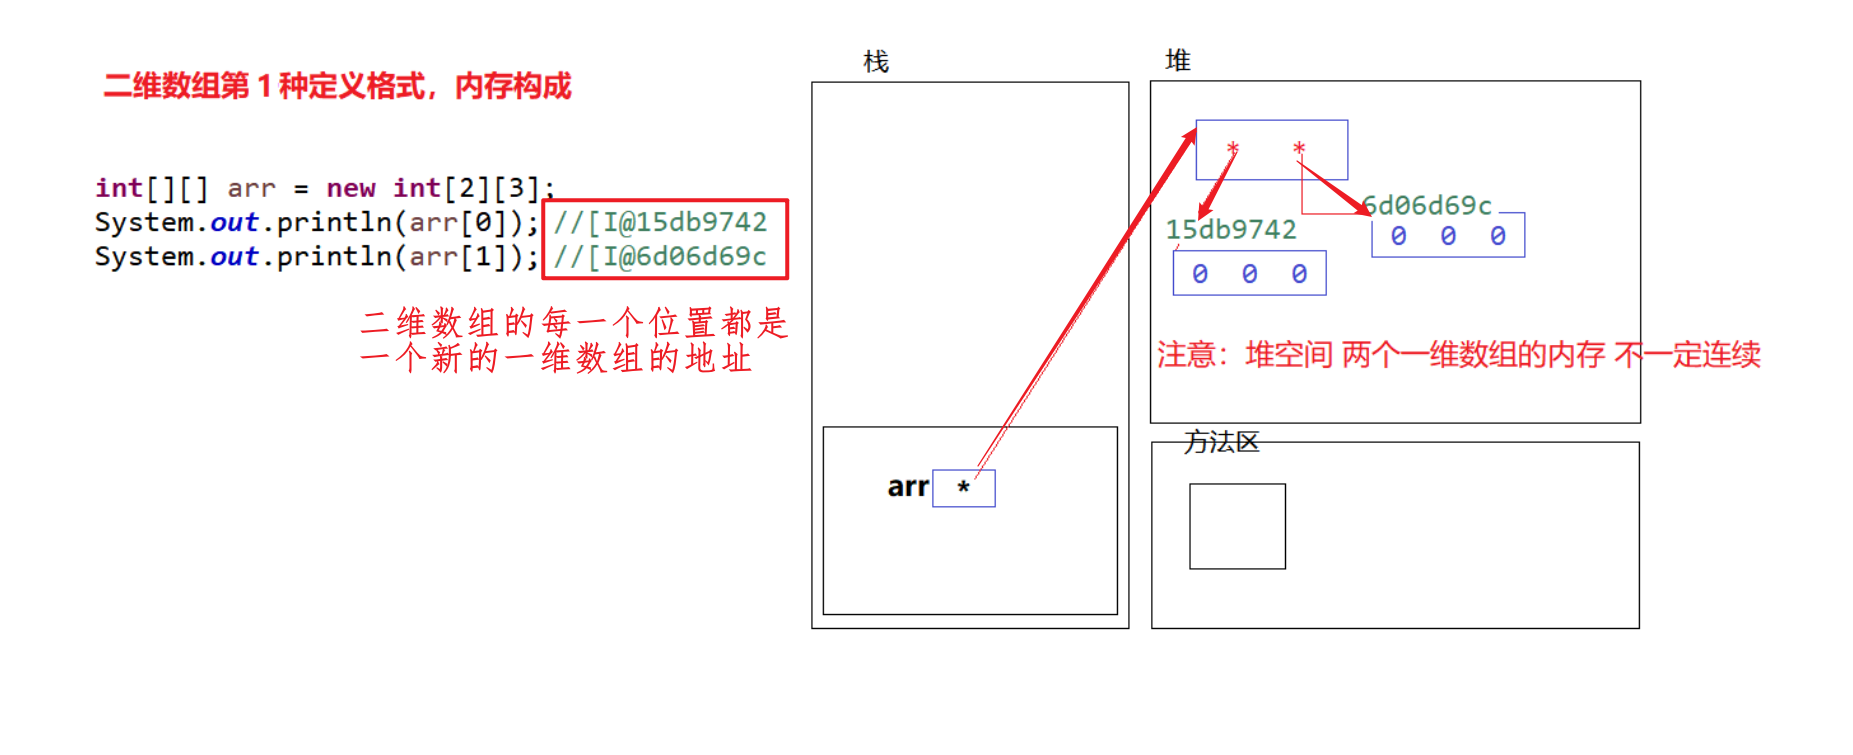 二维数组第 1 种定义格式，内存构成
int[][] arr = new int[2][3];
System.out.println(arr[0]); //[I@15db9742
System.out.println(arr[1]); //[I@6d06d69c
二维数组的每一个位置都是
一个新的一维数组的地址
栈
arr *
堆
* *
15db9742
0 0 0
6d06d69c
0 0 0
注意：堆空间 两个一维数组的内存 不一定连续
方法区